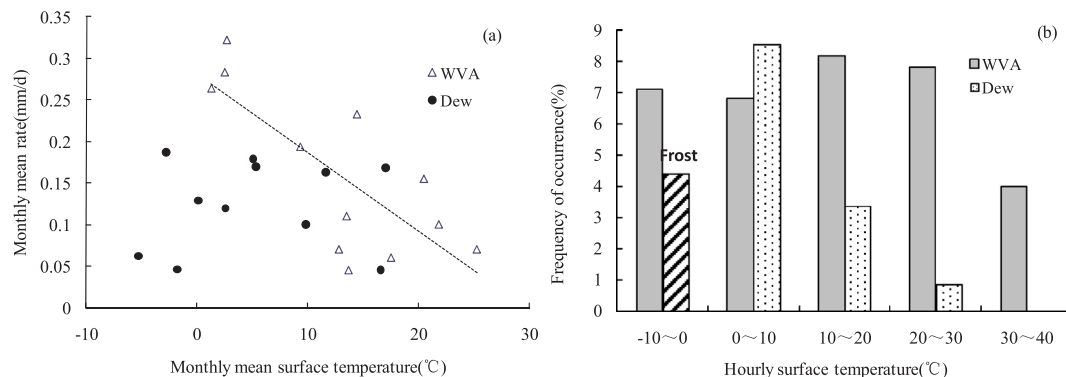 (a)
0.35
0.3
0.25
0.2
0.15
0.1
0.05
0
-10
0
10
20
30
Monthly mean rate(mm/d)
Monthly mean surface temperature(℃)
WVA
Dew
(b)
9
8
7
6
5
4
3
2
1
0
Frequency of occurrence(%)
WVA
Dew
Frost
-10～0
0～10
10～20
20～30
30～40
Hourly surface temperature(℃)